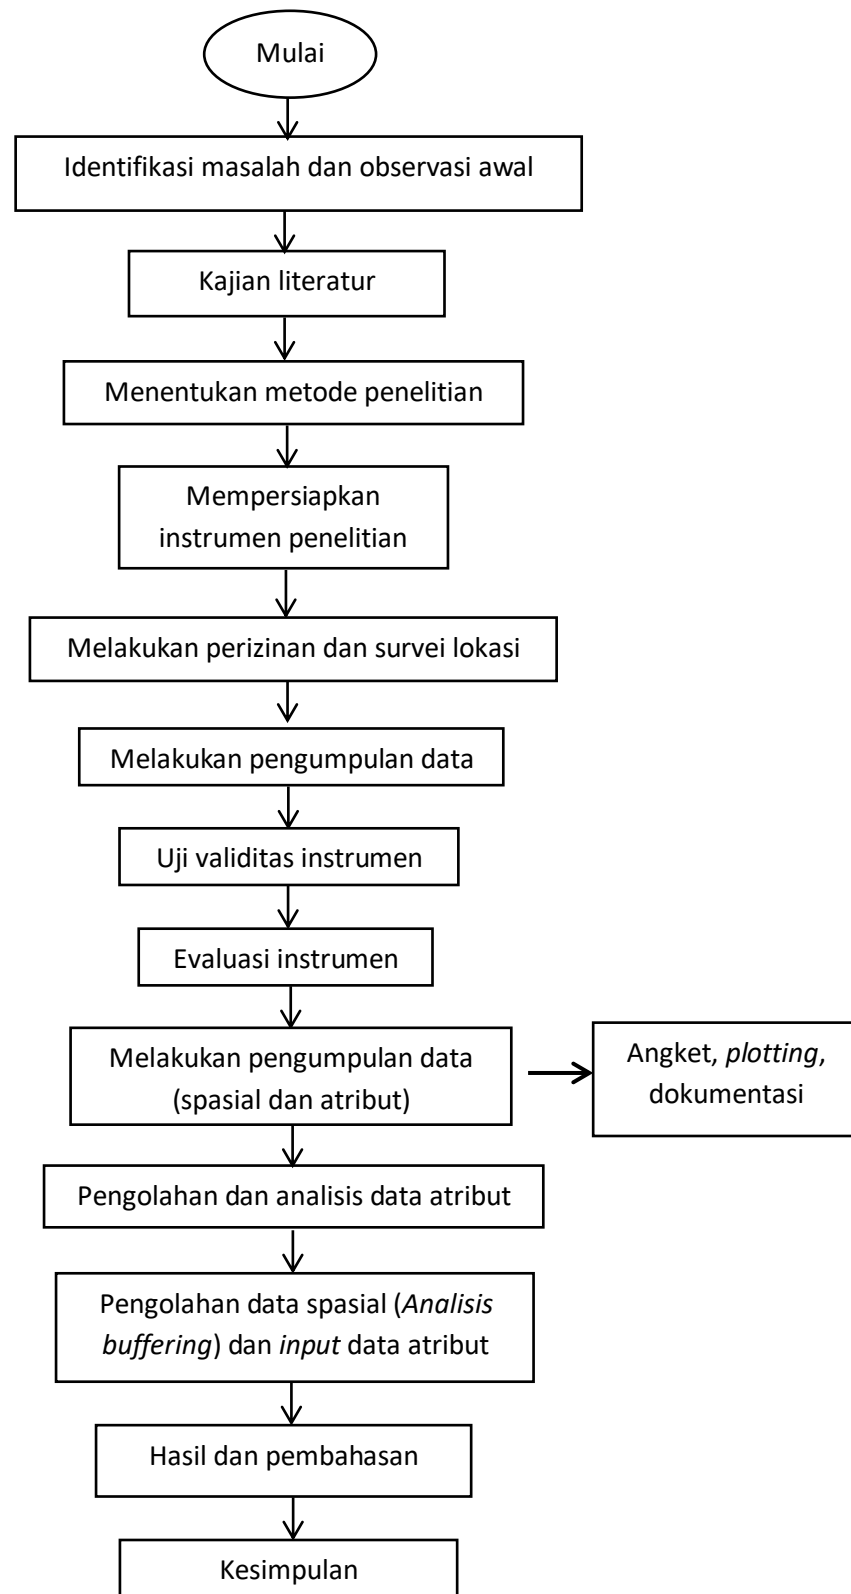 Mulai
Identifikasi masalah dan observasi awal
Kajian literatur
Menentukan metode penelitian
Mempersiapkan
instrumen penelitian
Melakukan perizinan dan survei lokasi
Melakukan pengumpulan data
Uji validitas instrumen
Evaluasi instrumen
Melakukan pengumpulan data
(spasial dan atribut)
Angket, plotting,
dokumentasi
Pengolahan dan analisis data atribut
Pengolahan data spasial (Analisis
buffering) dan input data atribut
Hasil dan pembahasan
Kesimpulan